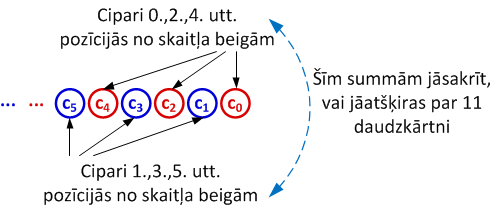 Cipari 0.,2.,4. utt.
pozīcijās no skaitļa beigām
Šīm summām jāsakrīt,
vai jāatšķiras par 11
daudzkārtni
... ... c5 c4 c3 c2 c1 c0
Cipari 1.,3.,5. utt.
pozīcijās no skaitļa beigām